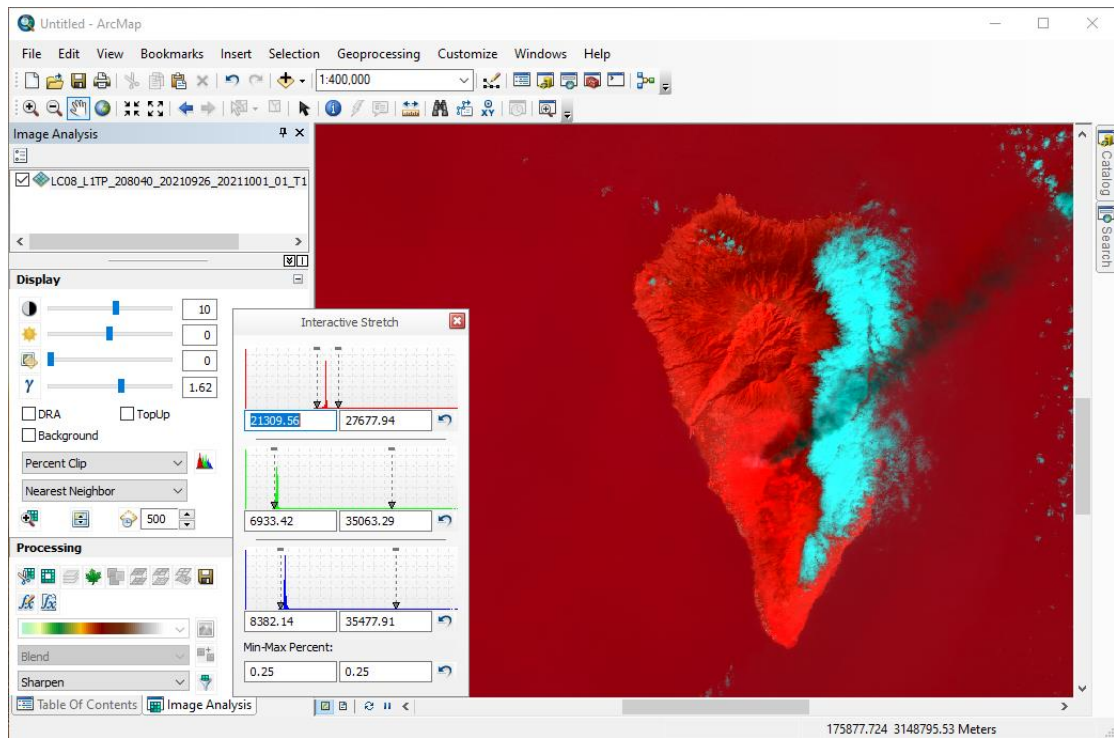 Untitled - ArcMap
File Edit View Bookmarks Insert Selection Geoprocessing Customize Windows Help
1:400,000
Image Analysis
LC08_L1TP_208040_20210926_20211001_01_T1
Display
10
0
0
γ 1.62
DRA TopUp
Background
Percent Clip
Nearest Neighbor
500
Processing
Blend
Sharpen
Table Of Contents Image Analysis
Interactive Stretch
21309.56 27677.94
6933.42 35063.29
8382.14 35477.91
Min-Max Percent:
0.25 0.25
Catalog
Search
175877.724 3148795.53 Meters